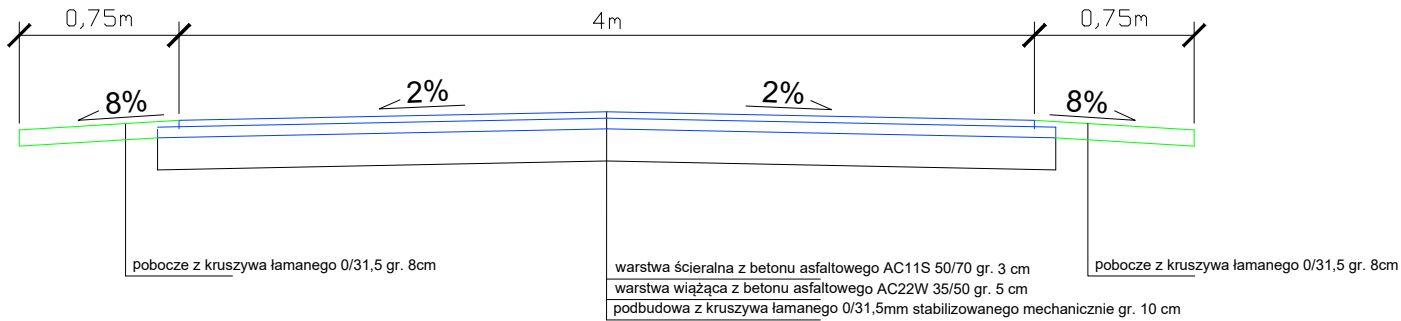 0,75m
4m
0,75m
8%
2%
2%
8%
pobocze z kruszywa łamanego 0/31,5 gr. 8cm
warstwa ścieralna z betonu asfaltowego AC11S 50/70 gr. 3 cm
warstwa wiążąca z betonu asfaltowego AC22W 35/50 gr. 5 cm
podbudowa z kruszywa łamanego 0/31,5mm stabilizowanego mechanicznie gr. 10 cm
pobocze z kruszywa łamanego 0/31,5 gr. 8cm